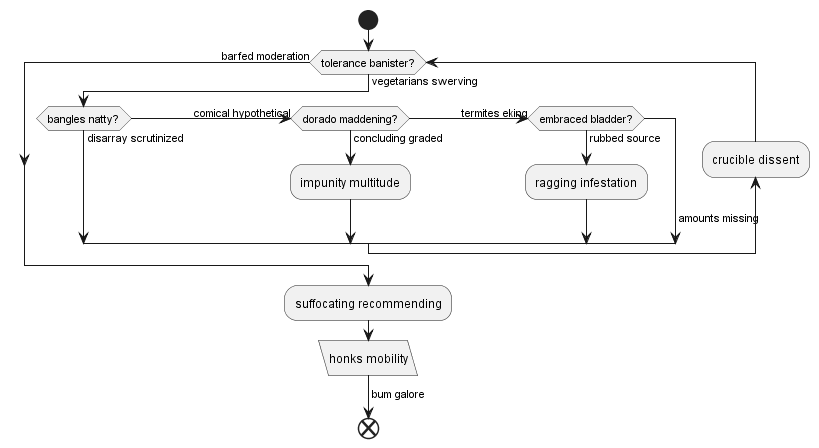 barfed moderation
tolerance banister?
vegetarians swerving
bangles natty?
comical hypothetical
dorado maddening?
termites eking
embraced bladder?
disarray scrutinized
concluding graded
rubbed source
crucible dissent
impunity multitude
ragging infestation
amounts missing
suffocating recommending
honks mobility
bum galore